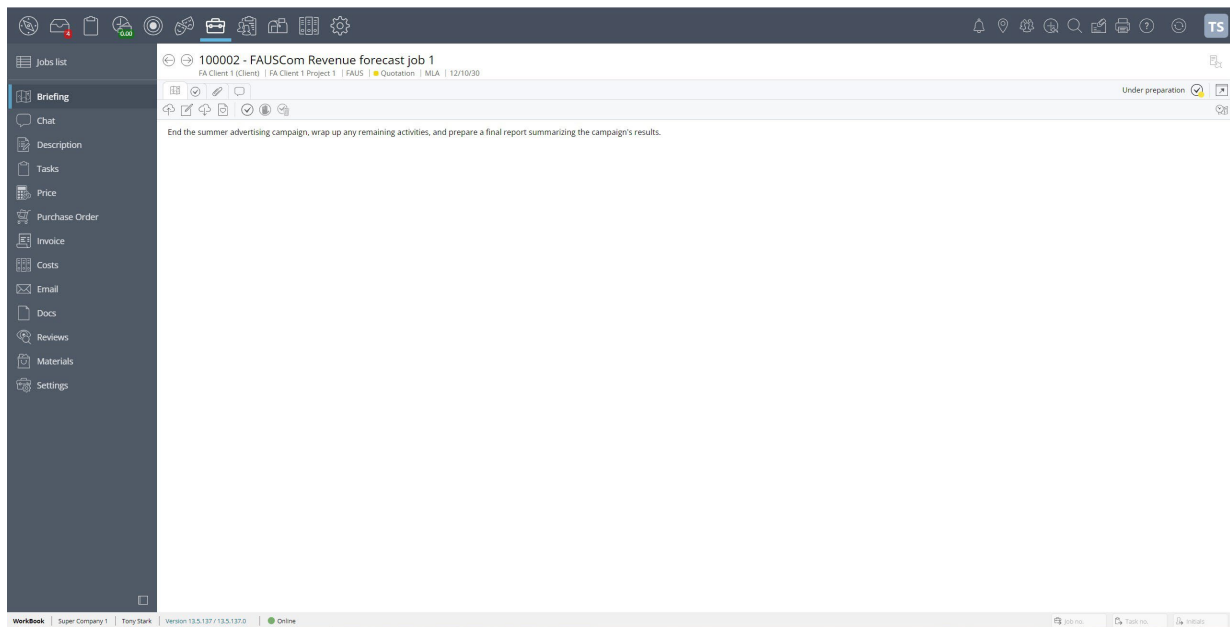 4
0.00
TS
Jobs list
100002 - FAUSCom Revenue forecast job 1
FA Client 1 (Client) | FA Client 1 Project 1 | FAUS | Quotation | MLA | 12/10/30
Briefing
Under preparation
Chat
End the summer advertising campaign, wrap up any remaining activities, and prepare a final report summarizing the campaign's results.
Description
Tasks
Price
Purchase Order
Invoice
Costs
Email
Docs
Reviews
Materials
Settings
WorkBook | Super Company 1 | Tony Stark | Version 13.5.137 / 13.5.137.0 | Online
Job no.
Task no.
Initials